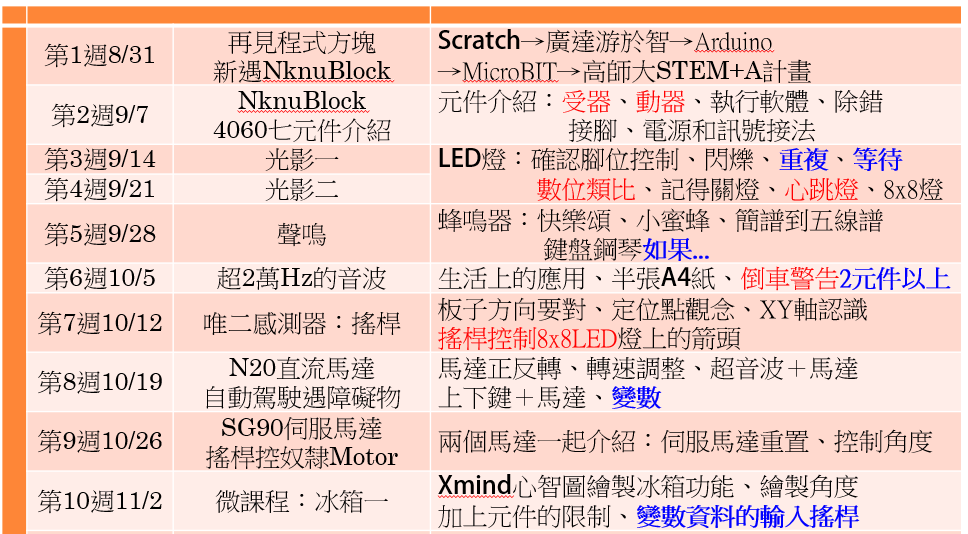 第1週8/31
再見程式方塊
新遇NknuBlock
Scratch→廣達游於智→Arduino
→MicroBIT→高師大STEM+A計畫
第2週9/7
NknuBlock
4060七元件介紹
元件介紹：受器、動器、執行軟體、除錯
接腳、電源和訊號接法
第3週9/14
光影一
LED燈：確認腳位控制、閃爍、重複、等待
第4週9/21
光影二
數位類比、記得關燈、心跳燈、8x8燈
第5週9/28
聲鳴
蜂鳴器：快樂頌、小蜜蜂、簡譜到五線譜
鍵盤鋼琴如果...
第6週10/5
超2萬Hz的音波
生活上的應用、半張A4紙、倒車警告2元件以上
第7週10/12
唯二感測器：搖桿
板子方向要對、定位點觀念、XY軸認識
搖桿控制8x8LED燈上的箭頭
第8週10/19
N20直流馬達
自動駕駛遇障礙物
馬達正反轉、轉速調整、超音波＋馬達
上下鍵＋馬達、變數
第9週10/26
SG90伺服馬達
搖桿控奴隸Motor
兩個馬達一起介紹：伺服馬達重置、控制角度
第10週11/2
微課程：冰箱一
Xmind心智圖繪製冰箱功能、繪製角度
加上元件的限制、變數資料的輸入搖桿